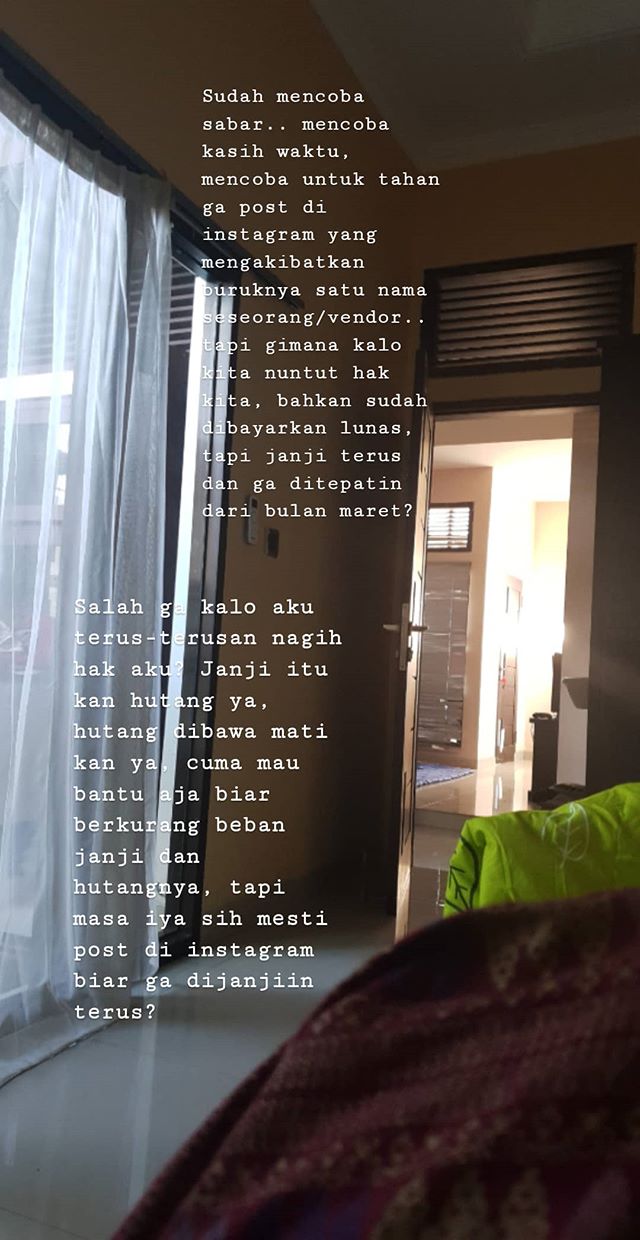 Sudah mencoba
sabar.. mencoba
kasih waktu,
mencoba untuk tahan
ga post di
instagram yang
mengakibatkan
buruknya satu nama
seseorang/vendor..
tapi gimana kalo
kita nuntut hak
kita, bahkan sudah
dibayarkan lunas,
tapi janji terus
dan ga ditepatin
dari bulan maret?
Salah ga kalo aku
terus-terusan nagih
hak aku? Janji itu
kan hutang ya,
hutang dibawa mati
kan ya, cuma mau
bantu aja biar
berkurang beban
janji dan
hutangnya, tapi
masa iya sih mesti
post di instagram
biar ga dijanjiin
terus?